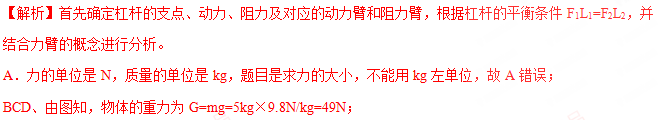 【解析】首先确定杠杆的支点、动力、阻力及对应的动力臂和阻力臂，根据杠杆的平衡条件 F₁L₁=F₂L₂，并
结合力臂的概念进行分析。
A．力的单位是 N，质量的单位是 kg，题目是求力的大小，不能用 kg 左单位，故 A 错误；
BCD、由图知，物体的重力为 G=mg=5kg×9.8N/kg=49N；